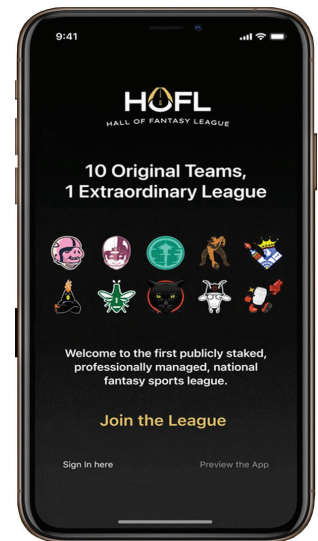 9:41
HOFL
HALL OF FANTASY LEAGUE
10 Original Teams,
1 Extraordinary League
Welcome to the first publicly staked,
professionally managed, national
fantasy sports league.
Join the League
Sign In here
Preview the App